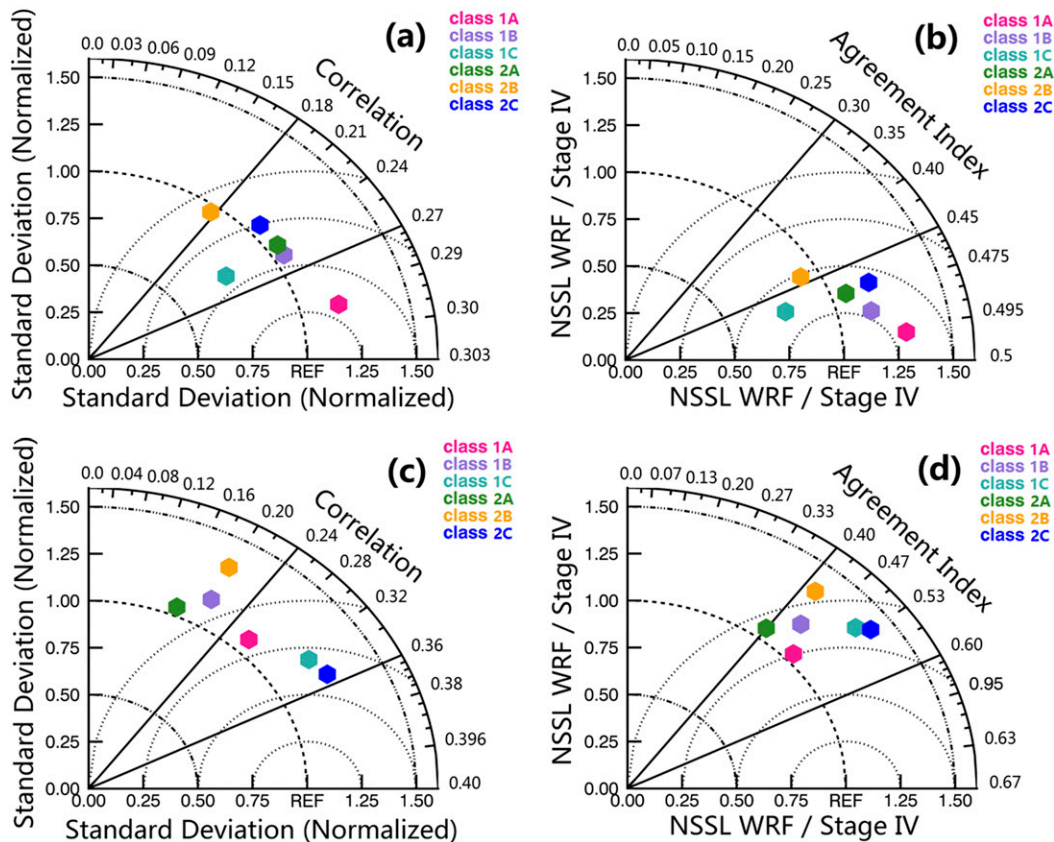 (a)
class 1A
class 1B
class 1C
class 2A
class 2B
class 2C
0.0 0.03 0.06 0.09 0.12 0.15 0.18 0.21 0.24 0.27 0.29 0.30 0.303
Correlation
Standard Deviation (Normalized)
1.50
1.25
1.00
0.75
0.50
0.25
0.00
0.00 0.25 0.50 0.75 REF 1.25 1.50
Standard Deviation (Normalized)
(b)
class 1A
class 1B
class 1C
class 2A
class 2B
class 2C
0.0 0.05 0.10 0.15 0.20 0.25 0.30 0.35 0.40 0.45 0.475 0.495 0.5
Agreement Index
NSSL WRF / Stage IV
1.50
1.25
1.00
0.75
0.50
0.25
0.00
0.00 0.25 0.50 0.75 REF 1.25 1.50
NSSL WRF / Stage IV
(c)
class 1A
class 1B
class 1C
class 2A
class 2B
class 2C
0.0 0.04 0.08 0.12 0.16 0.20 0.24 0.28 0.32 0.36 0.38 0.396 0.40
Correlation
Standard Deviation (Normalized)
1.50
1.25
1.00
0.75
0.50
0.25
0.00
0.00 0.25 0.50 0.75 REF 1.25 1.50
Standard Deviation (Normalized)
(d)
class 1A
class 1B
class 1C
class 2A
class 2B
class 2C
0.0 0.07 0.13 0.20 0.27 0.33 0.40 0.47 0.53 0.60 0.95 0.63 0.67
Agreement Index
NSSL WRF / Stage IV
1.50
1.25
1.00
0.75
0.50
0.25
0.00
0.00 0.25 0.50 0.75 REF 1.25 1.50
NSSL WRF / Stage IV